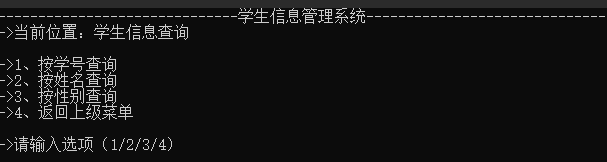 ------------------------------学生信息管理系统------------------------------
->当前位置：学生信息查询
->1、按学号查询
->2、按姓名查询
->3、按性别查询
->4、返回上级菜单
->请输入选项（1/2/3/4）